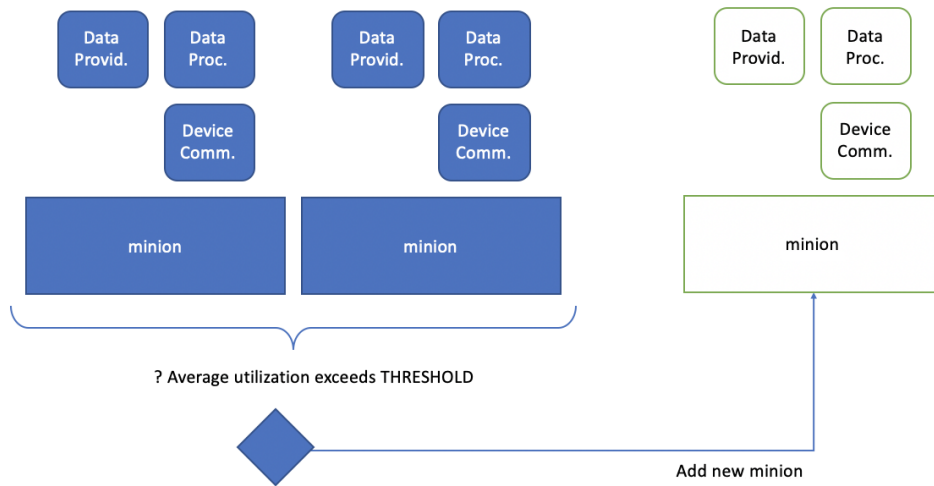 Data
Provid.
Data
Proc.
Data
Provid.
Data
Proc.
Data
Provid.
Data
Proc.
Device
Comm.
Device
Comm.
Device
Comm.
minion
minion
minion
? Average utilization exceeds THRESHOLD
Add new minion